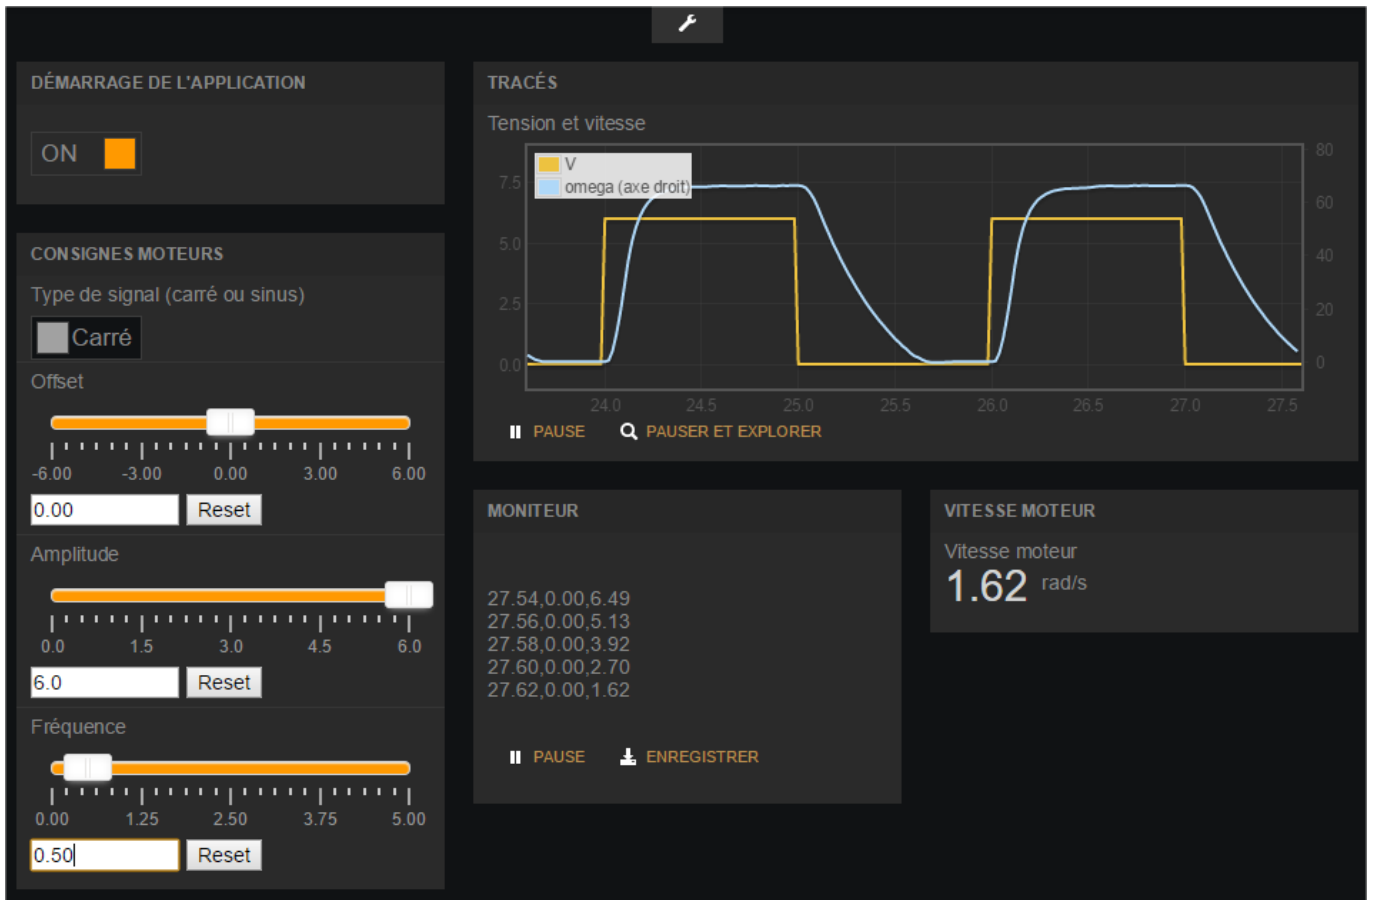 DÉMARRAGE DE L'APPLICATION
ON
CONSIGNES MOTEURS
Type de signal (carré ou sinus)
Carré
Offset
-6.00 -3.00 0.00 3.00 6.00
0.00 Reset
Amplitude
0.0 1.5 3.0 4.5 6.0
6.0 Reset
Fréquence
0.00 1.25 2.50 3.75 5.00
0.50 Reset
TRACÉS
Tension et vitesse
V
omega (axe droit)
7.5
5.0
2.5
0.0
80
60
40
20
0
24.0 24.5 25.0 25.5 26.0 26.5 27.0 27.5
PAUSE PAUSER ET EXPLORER
MONITEUR
27.54,0.00,6.49
27.56,0.00,5.13
27.58,0.00,3.92
27.60,0.00,2.70
27.62,0.00,1.62
PAUSE ENREGISTRER
VITESSE MOTEUR
Vitesse moteur
1.62 rad/s